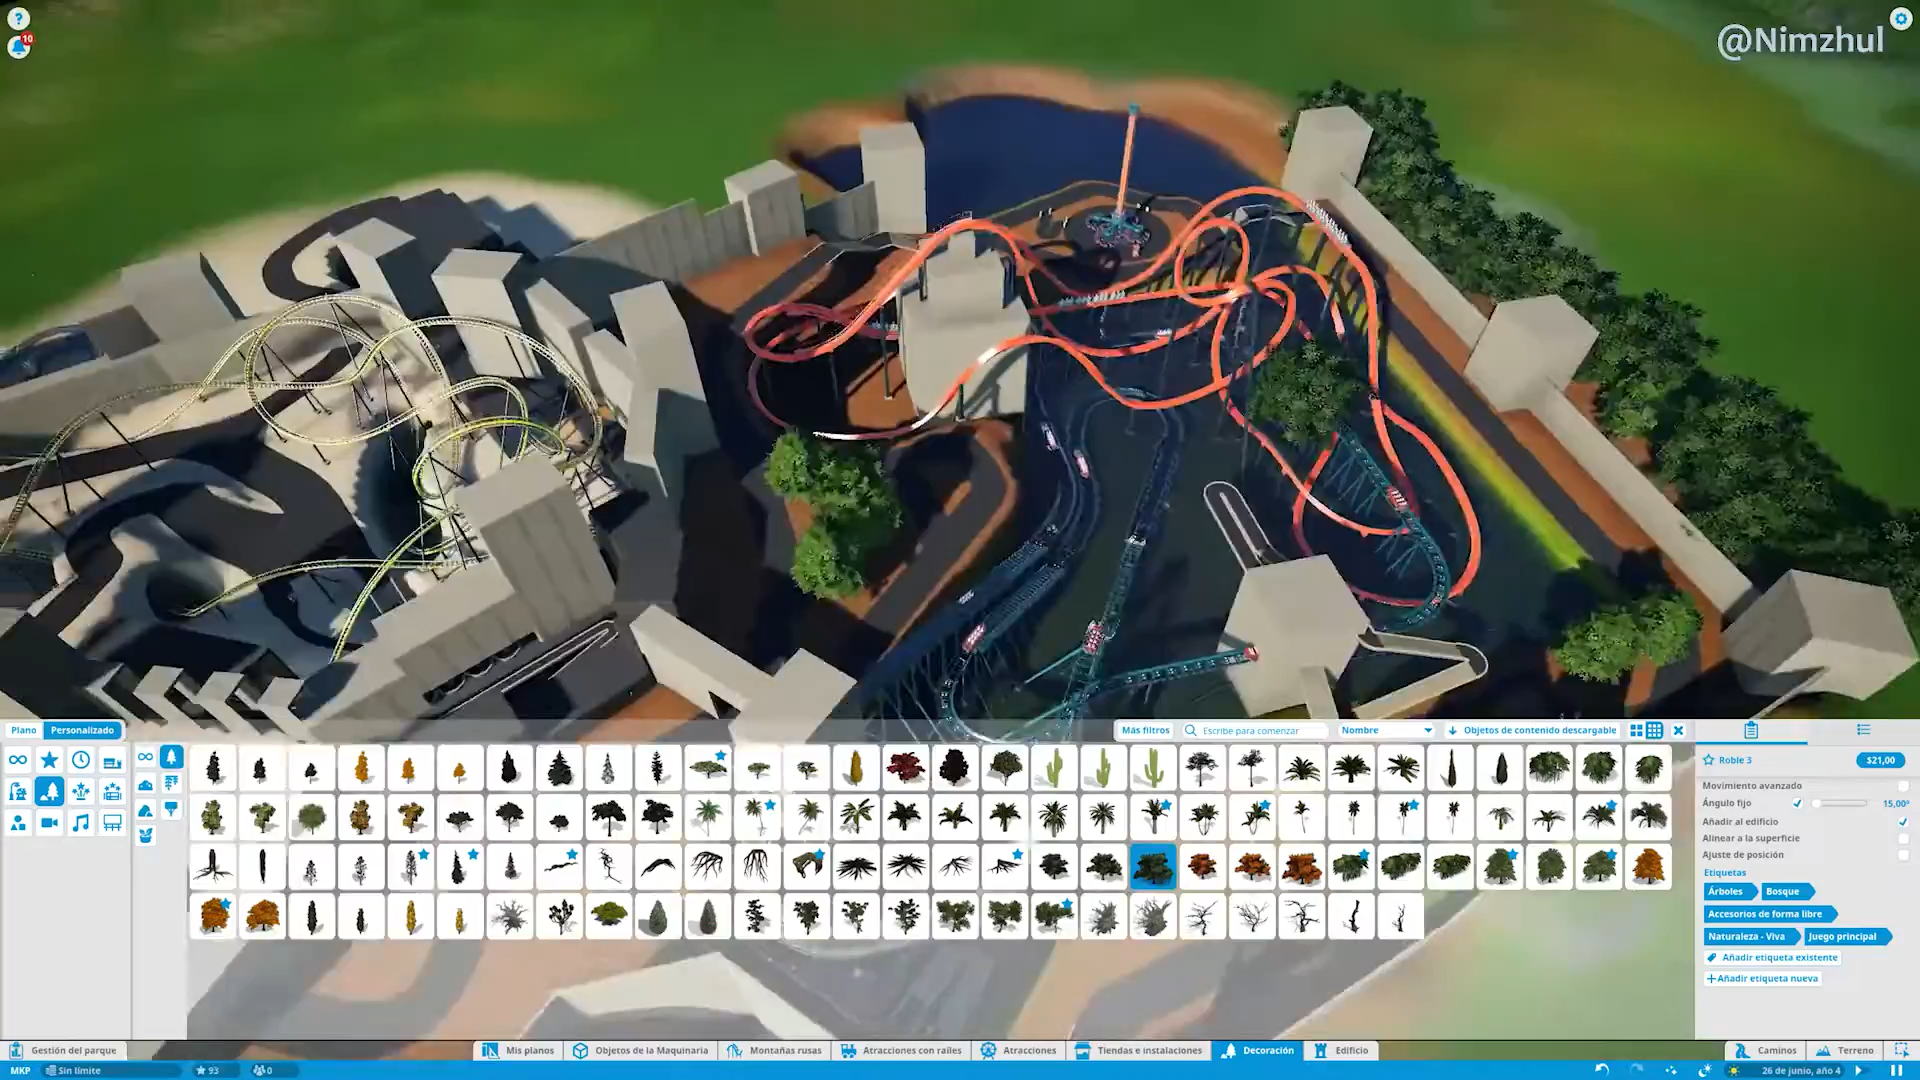 ?
10
@Nimzhul
Plano
Personalizado
Más filtros
Escribe para comenzar
Nombre
Objetos de contenido descargable
Roble 3
$21,00
Movimiento avanzado
Ángulo fijo
15,00°
Añadir al edificio
Alinear a la superficie
Ajuste de posición
Etiquetas
Árboles
Bosque
Accesorios de forma libre
Naturaleza - Viva
Juego principal
Añadir etiqueta existente
+Añadir etiqueta nueva
Gestión del parque
Mis planos
Objetos de la Maquinaria
Montañas rusas
Atracciones con raíles
Atracciones
Tiendas e instalaciones
Decoración
Edificio
Caminos
Terreno
MKP
Sin límite
93
0
26 de junio, año 4